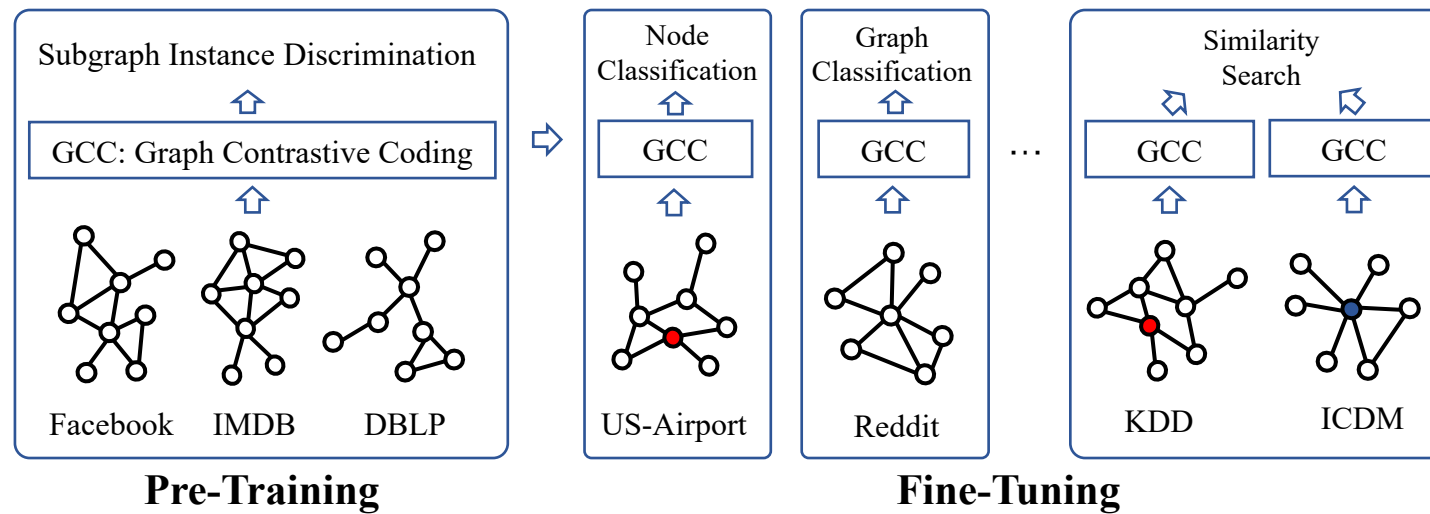 Subgraph Instance Discrimination
GCC: Graph Contrastive Coding
Facebook
IMDB
DBLP
Pre-Training
Node
Classification
GCC
US-Airport
Graph
Classification
GCC
Reddit
...
Similarity
Search
GCC
GCC
KDD
ICDM
Fine-Tuning